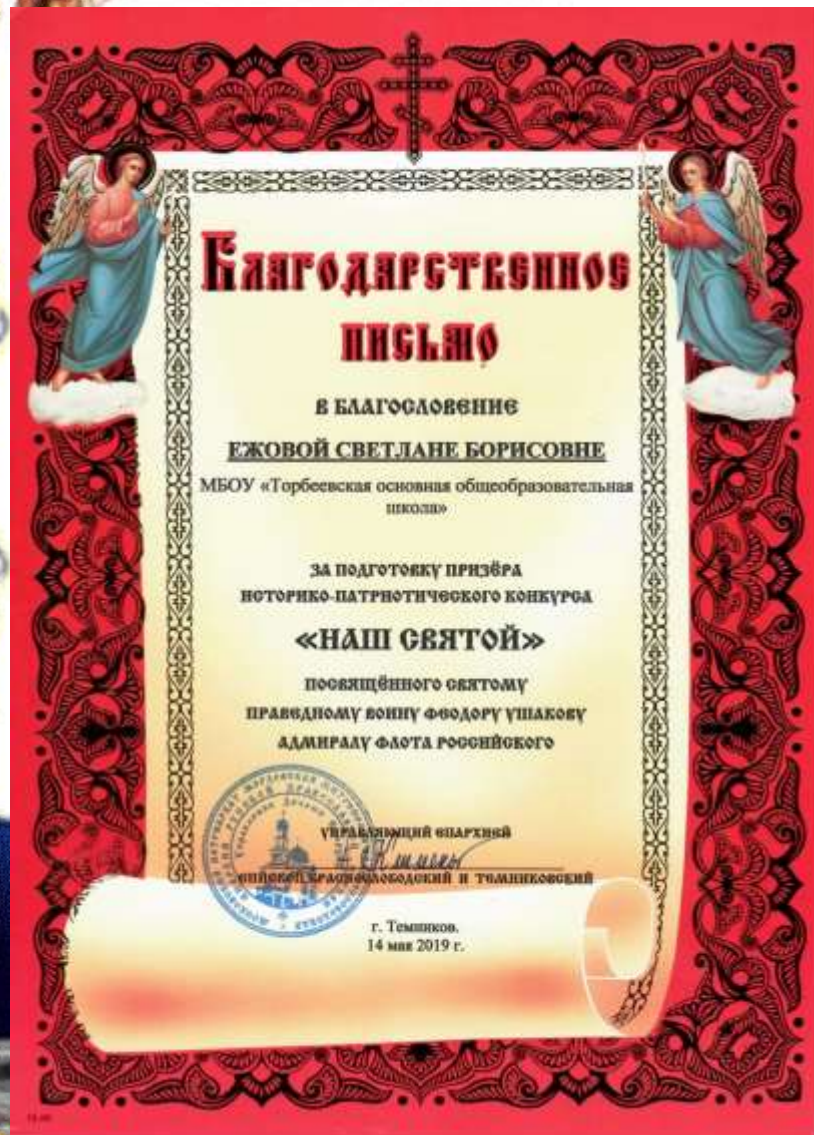 Благодарственное
письмо
В БЛАГОСЛОВЕНИЕ
ЕЖОВОЙ СВЕТЛАНЕ БОРИСОВНЕ
МБОУ «Торбеевская основная общеобразовательная
школа»
ЗА ПОДГОТОВКУ ПРИЗЁРА
ИСТОРИКО-ПАТРИОТИЧЕСКОГО КОНКУРСА
«НАШ СВЯТОЙ»
ПОСВЯЩЁННОГО СВЯТОМУ
ПРАВЕДНОМУ ВОИНУ ФЕОДОРУ УШАКОВУ
АДМИРАЛУ ФЛОТА РОССИЙСКОГО
УПРАВЛЯЮЩИЙ ЕПАРХИЕЙ
ЕПИСКОП КРАСНОСЛОБОДСКИЙ И ТЕМНИКОВСКИЙ
г. Темников.
14 мая 2019 г.